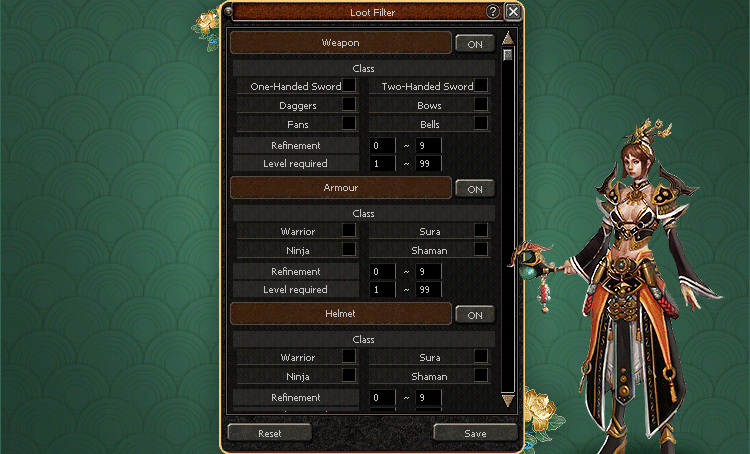 Loot Filter ?
Weapon ON
Class
One-Handed Sword Two-Handed Sword
Daggers Bows
Fans Bells
Refinement 0 ~ 9
Level required 1 ~ 99
Armour ON
Class
Warrior Sura
Ninja Shaman
Refinement 0 ~ 9
Level required 1 ~ 99
Helmet ON
Class
Warrior Sura
Ninja Shaman
Refinement 0 ~ 9
Reset Save